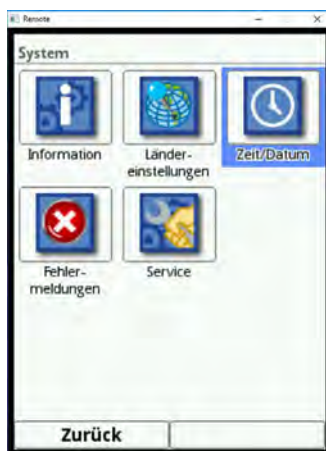 Remote
System
Information
Länder-
einstellungen
Zeit/Datum
Fehler-
meldungen
Service
Zurück